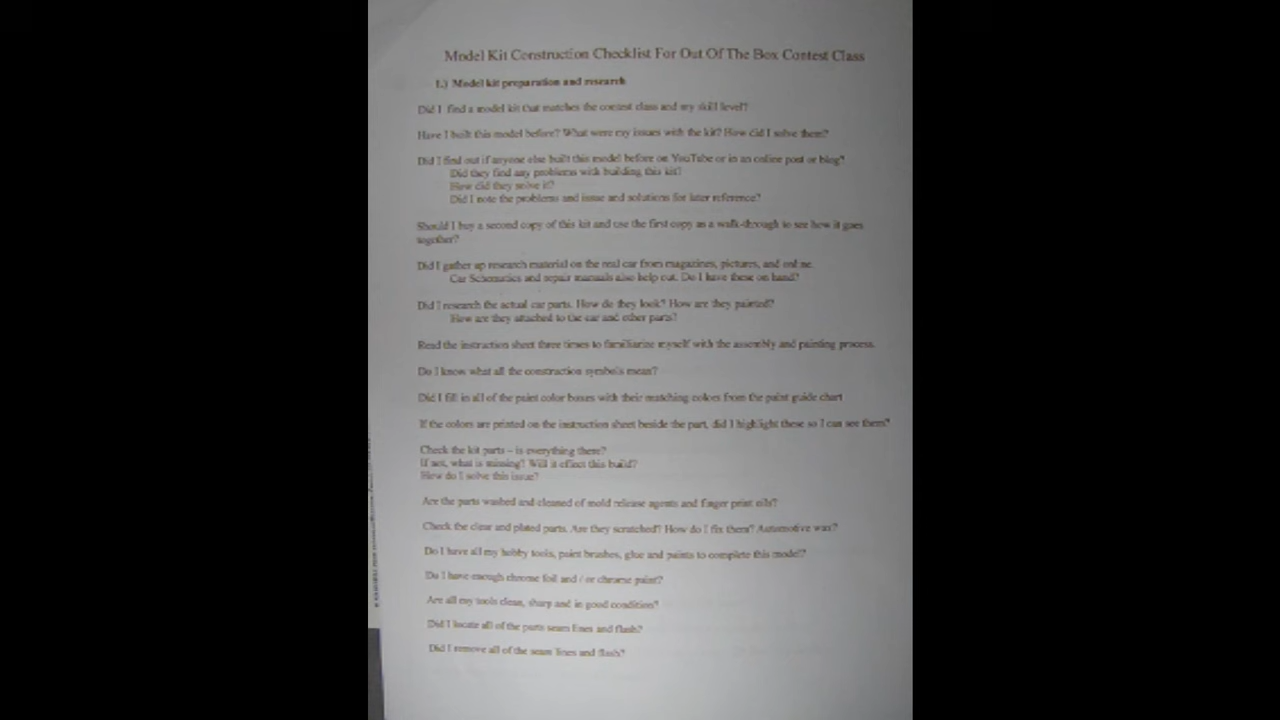 Model Kit Construction Checklist For Out Of The Box Contest Class
1.) Model kit preparation and research
Did I find a model kit that matches the contest class and my skill level?
Have I built this model before? What were my issues with the kit? How did I solve them?
Did I find out if anyone else built this model before on YouTube or in an online post or blog?
Did they find any problems with building this kit?
How did they solve it?
Did I note the problems and issue and solutions for later reference?
Should I buy a second copy of this kit and use the first copy as a walk-through to see how it goes
together?
Did I gather up research material on the real car from magazines, pictures, and online.
Car Schematics and repair manuals also help out. Do I have these on hand?
Did I research the actual car parts. How do they look? How are they painted?
How are they attached to the car and other parts?
Read the instruction sheet three times to familiarize myself with the assembly and painting process.
Do I know what all the construction symbols mean?
Did I fill in all of the paint color boxes with their matching colors from the paint guide chart
If the colors are printed on the instruction sheet beside the part, did I highlight these so I can see them?
Check the kit parts – is everything there?
If not, what is missing? Will it effect this build?
How do I solve this issue?
Are the parts washed and cleaned of mold release agents and finger print oils?
Check the clear and plated parts. Are they scratched? How do I fix them? Automotive wax?
Do I have all my hobby tools, paint brushes, glue and paints to complete this model?
Do I have enough chrome foil and / or chrome paint?
Are all my tools clean, sharp and in good condition?
Did I locate all of the parts seam lines and flash?
Did I remove all of the seam lines and flash?